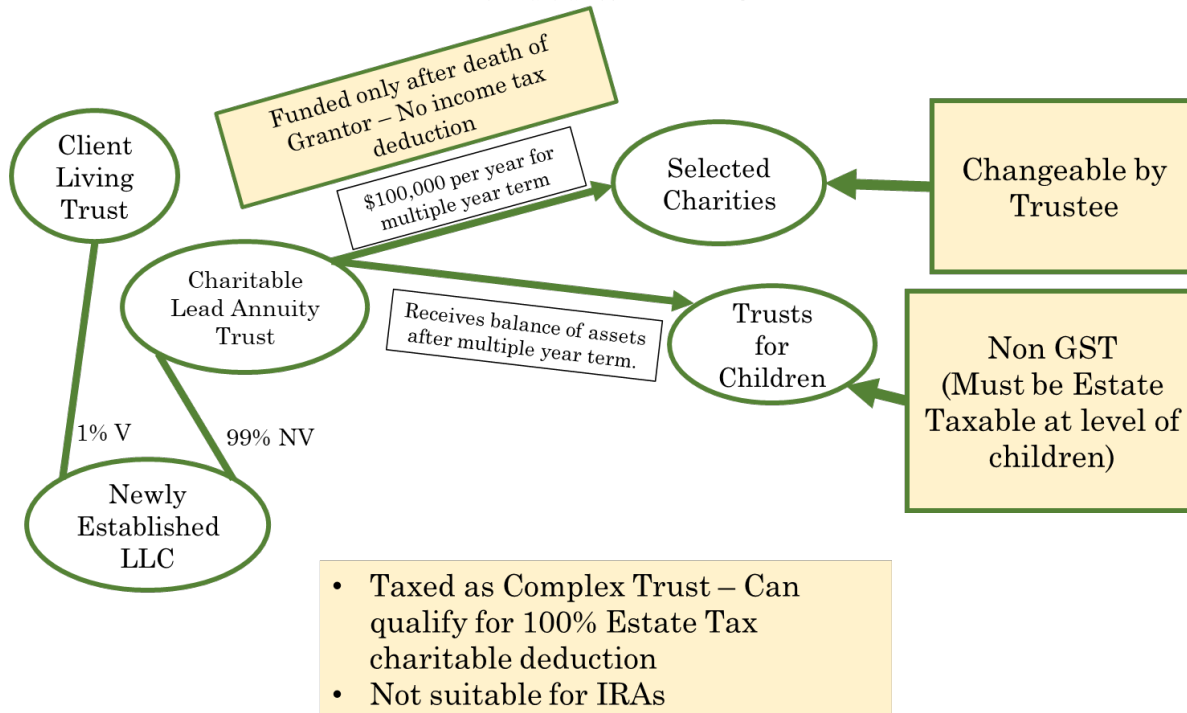 Funded only after death of
Grantor – No income tax
deduction
Client
Living
Trust
$100,000 per year for
multiple year term
Selected
Charities
Changeable by
Trustee
Charitable
Lead Annuity
Trust
Receives balance of assets
after multiple year term.
Trusts
for
Children
Non GST
(Must be Estate
Taxable at level of
children)
1% V
99% NV
Newly
Established
LLC
• Taxed as Complex Trust – Can
qualify for 100% Estate Tax
charitable deduction
• Not suitable for IRAs